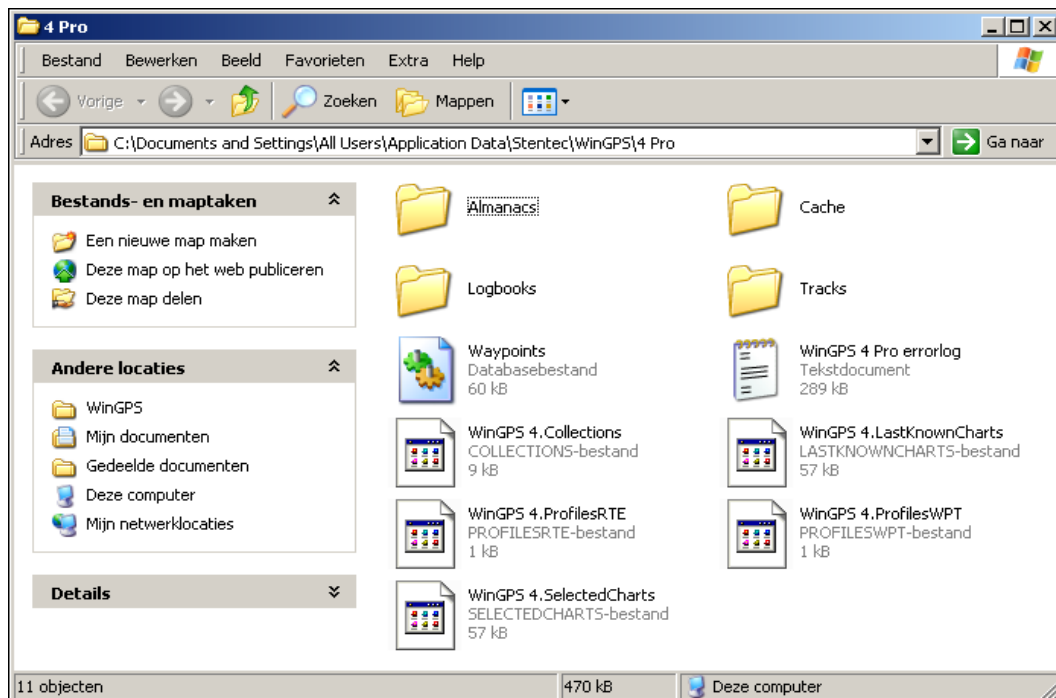 4 Pro
Bestand Bewerken Beeld Favorieten Extra Help
Vorige Zoeken Mappen
Adres C:\Documents and Settings\All Users\Application Data\Stentec\WinGPS\4 Pro Ga naar
Bestands- en maptaken
Een nieuwe map maken
Deze map op het web publiceren
Deze map delen
Andere locaties
WinGPS
Mijn documenten
Gedeelde documenten
Deze computer
Mijn netwerklocaties
Details
Almanacs
Cache
Logbooks
Tracks
Waypoints
Databasebestand
60 kB
WinGPS 4 Pro errorlog
Tekstdocument
289 kB
WinGPS 4.Collections
COLLECTIONS-bestand
9 kB
WinGPS 4.LastKnownCharts
LASTKNOWNCHARTS-bestand
57 kB
WinGPS 4.ProfilesRTE
PROFILESRTE-bestand
1 kB
WinGPS 4.ProfilesWPT
PROFILESWPT-bestand
1 kB
WinGPS 4.SelectedCharts
SELECTEDCHARTS-bestand
57 kB
11 objecten 470 kB Deze computer